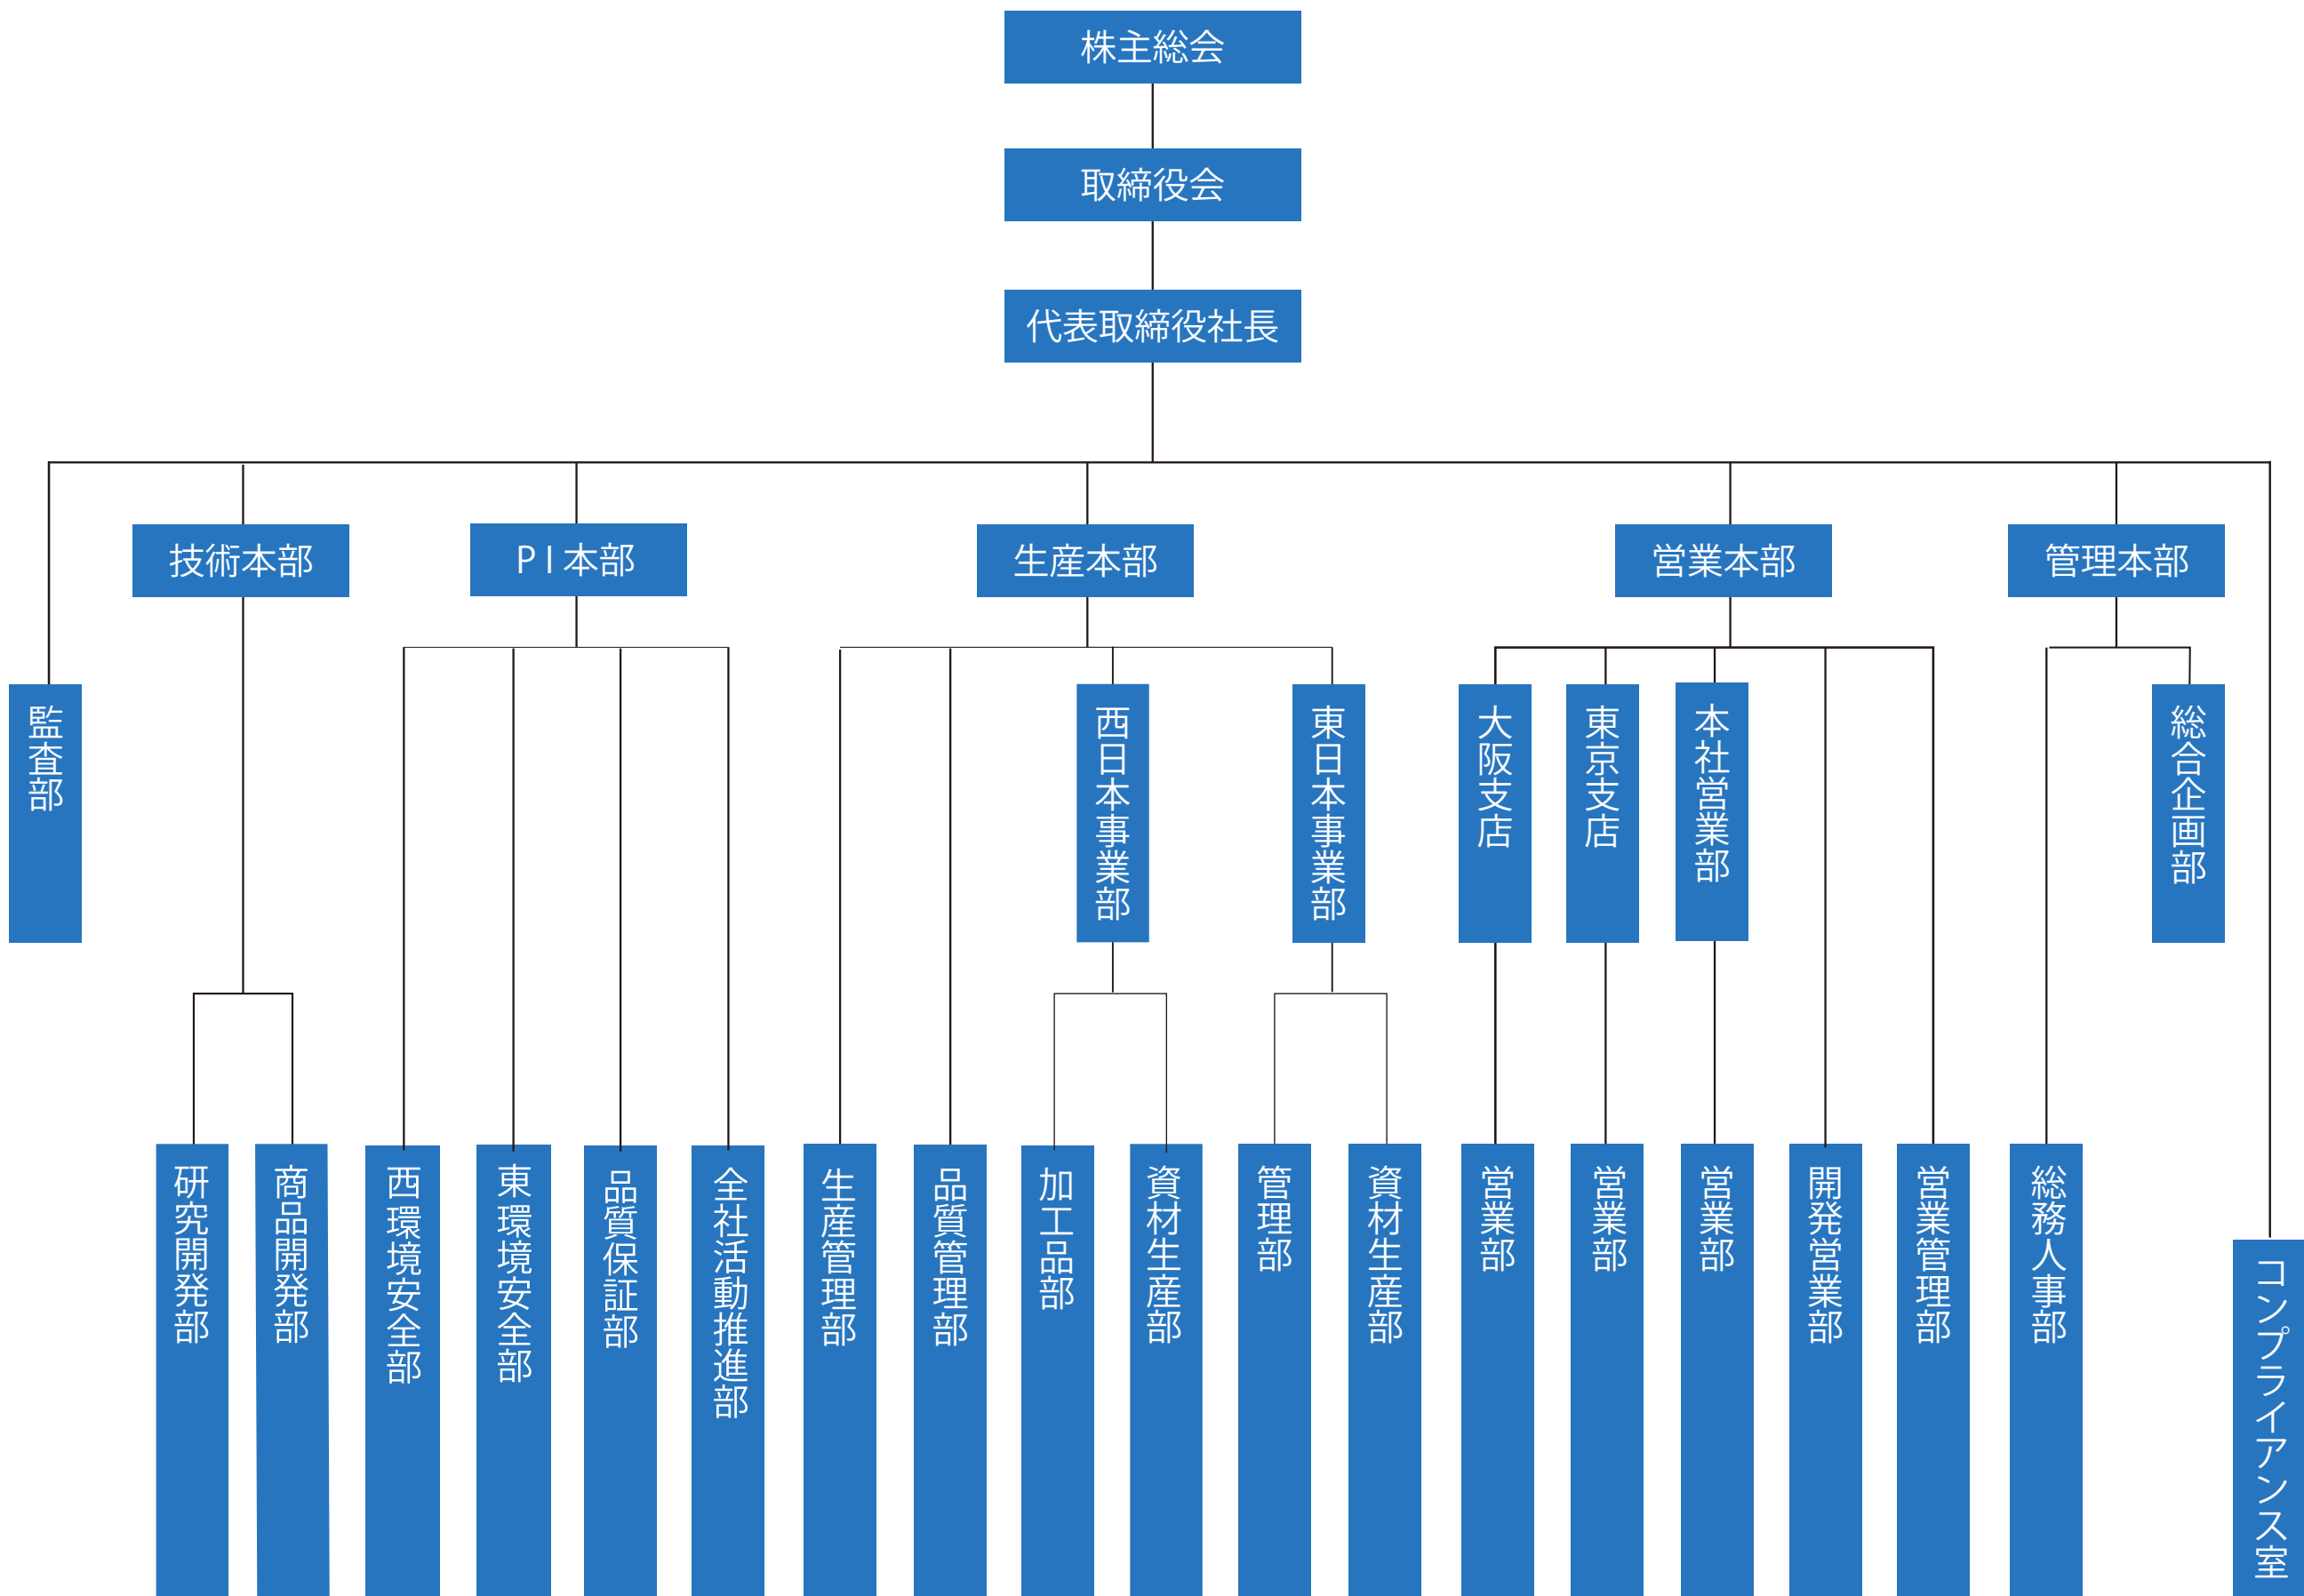 株主総会
取締役会
代表取締役社長
技術本部
PI本部
生産本部
営業本部
管理本部
監査部
西日本事業部
東日本事業部
大阪支店
東京支店
本社営業部
総合企画部
研究開発部
商品開発部
西環境安全部
東環境安全部
品質保証部
全社活動推進部
生産管理部
品質管理部
加工品部
資材生産部
管理部
資材生産部
営業部
営業部
営業部
開発営業部
営業管理部
総務人事部
コンプライアンス室